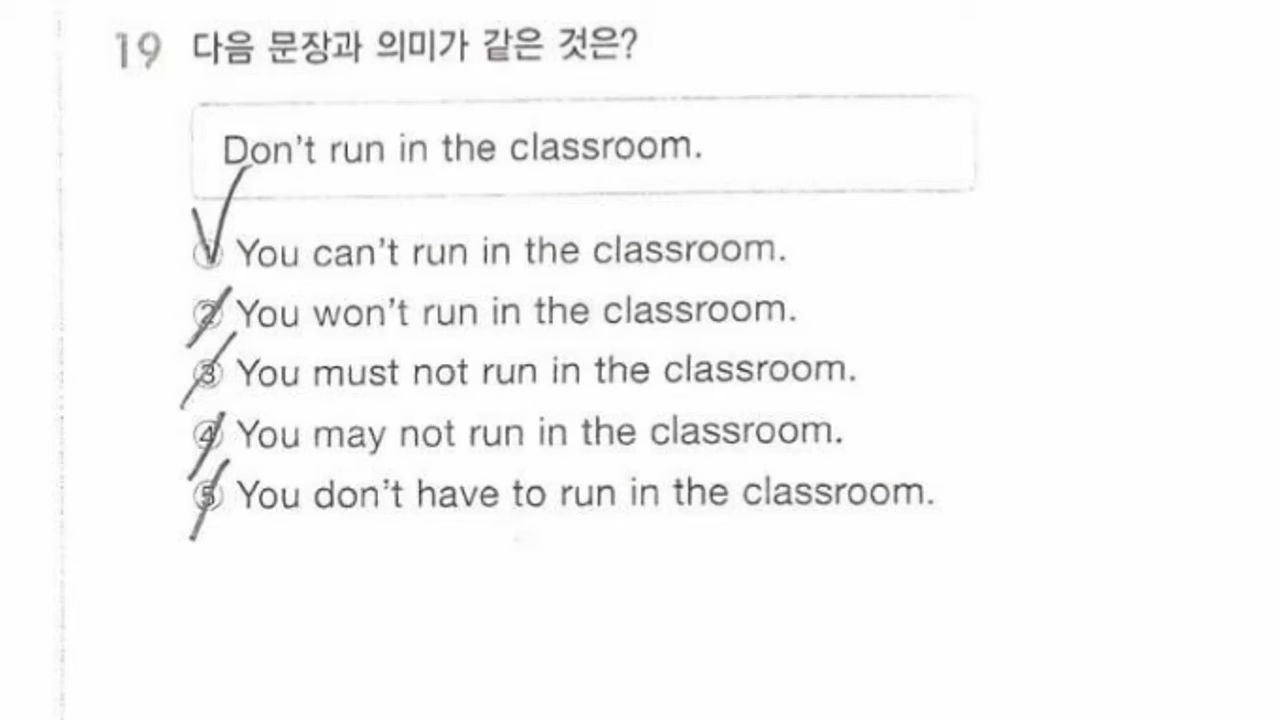 19 다음 문장과 의미가 같은 것은?
Don't run in the classroom.
① You can't run in the classroom.
② You won't run in the classroom.
③ You must not run in the classroom.
④ You may not run in the classroom.
⑤ You don't have to run in the classroom.